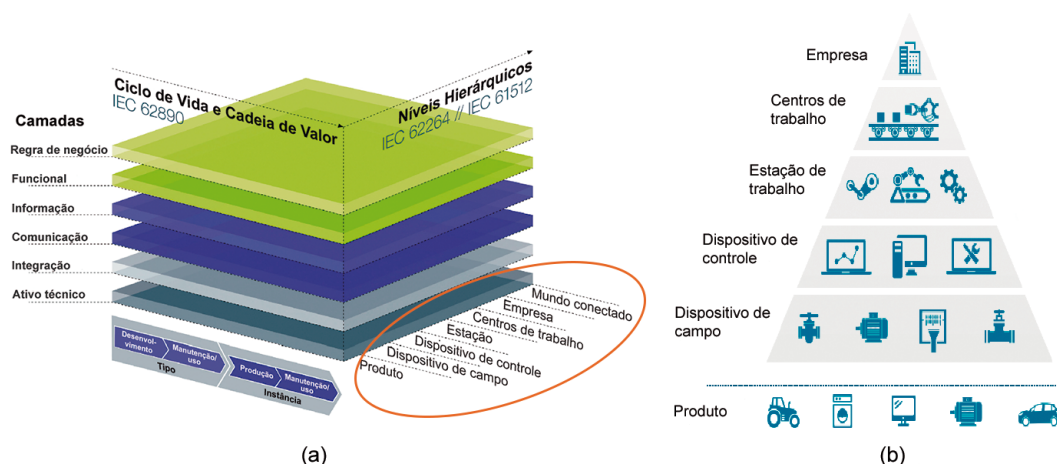 Ciclo de Vida e Cadeia de Valor
IEC 62890
Níveis Hierárquicos
IEC 62264 // IEC 61512
Camadas
Regra de negócio
Funcional
Informação
Comunicação
Integração
Ativo técnico
Desenvol-
vimento
Manutenção/
uso
Produção
Manutenção/
uso
Tipo
Instância
Mundo conectado
Empresa
Centros de trabalho
Estação
Dispositivo de controle
Dispositivo de campo
Produto
(a)
Empresa
Centros de
trabalho
Estação de
trabalho
Dispositivo de
controle
Dispositivo de
campo
Produto
(b)